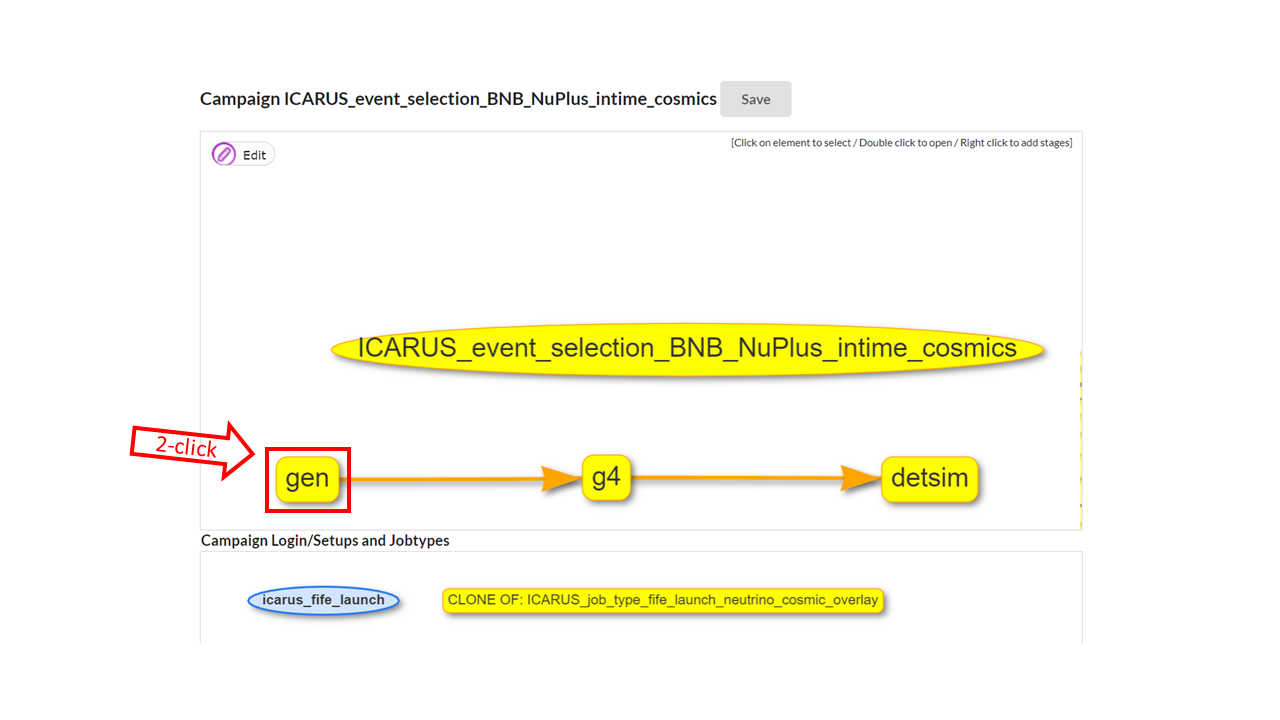 Campaign ICARUS_event_selection_BNB_NuPlus_intime_cosmics Save
Edit
[Click on element to select / Double click to open / Right click to add stages]
ICARUS_event_selection_BNB_NuPlus_intime_cosmics
2-click
gen g4 detsim
Campaign Login/Setups and Jobtypes
icarus_fife_launch CLONE OF: ICARUS_job_type_fife_launch_neutrino_cosmic_overlay